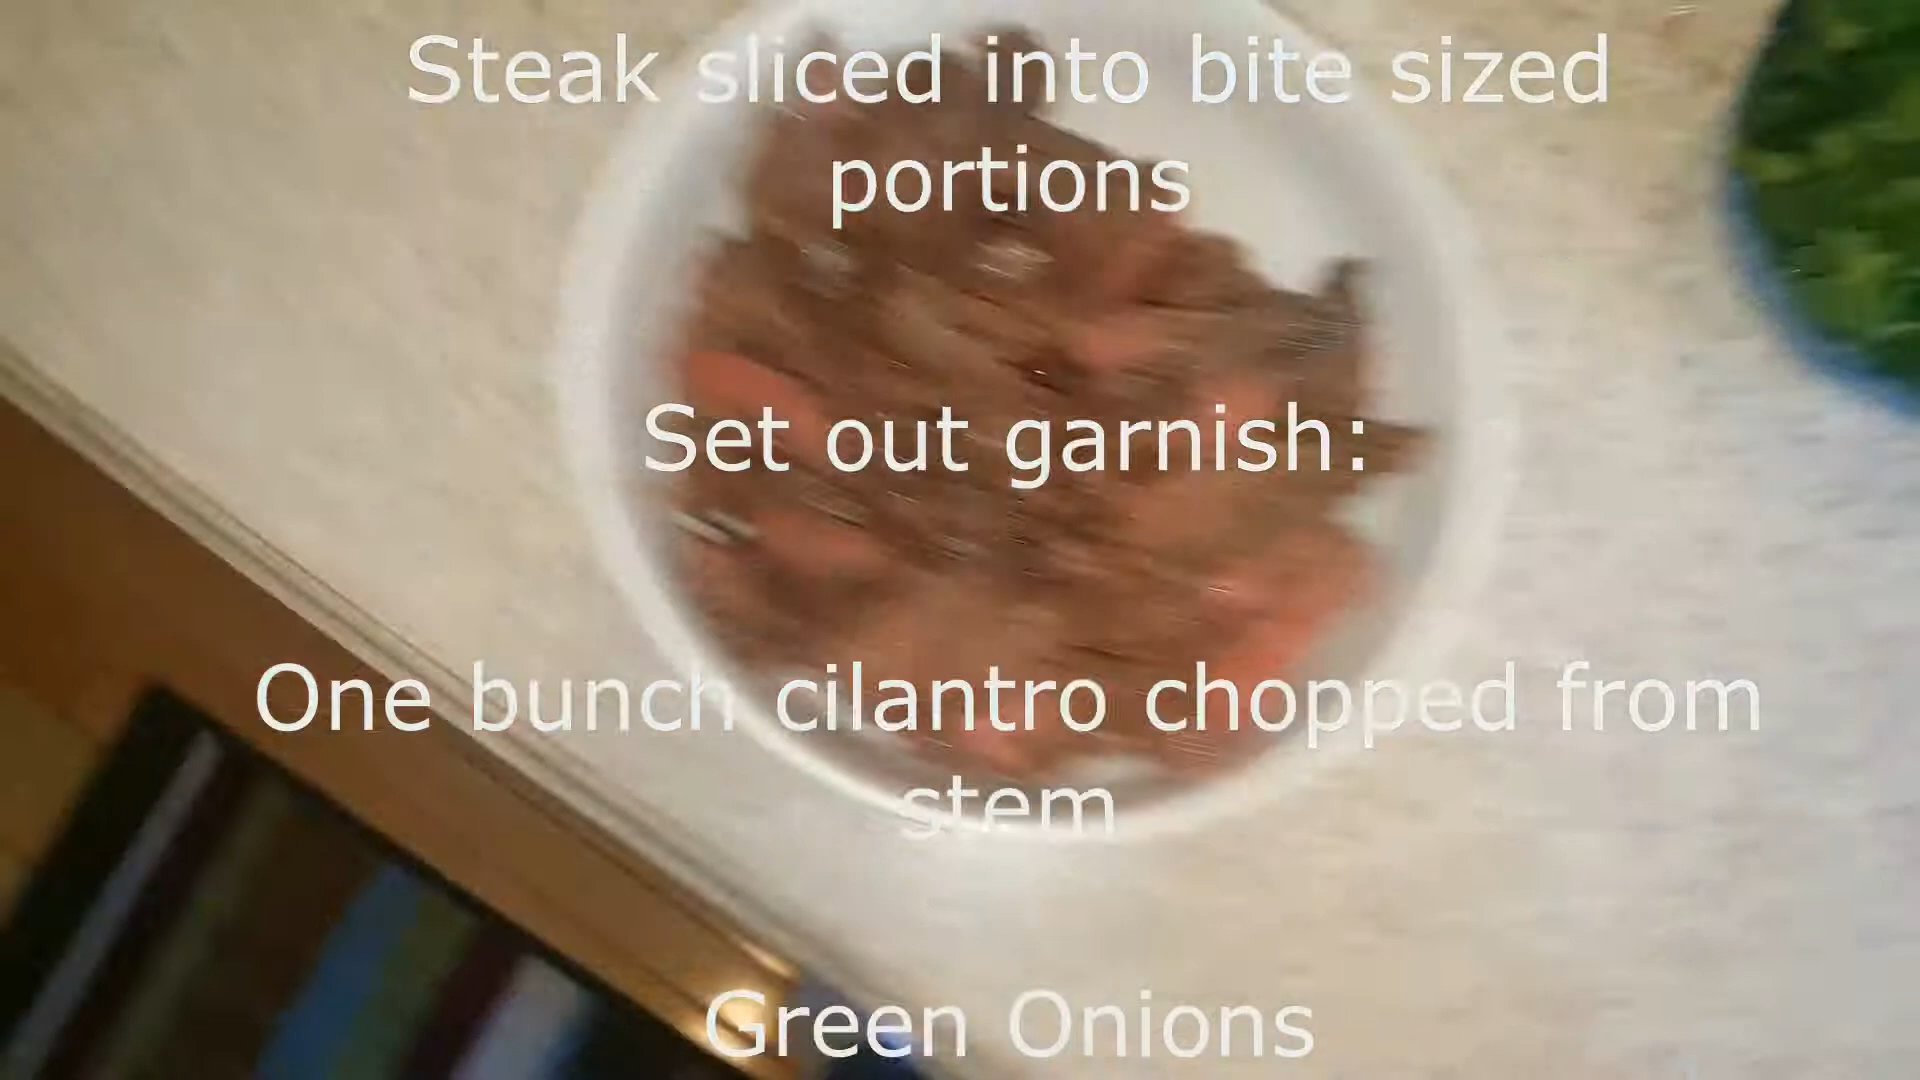 Steak sliced into bite sized
portions
Set out garnish:
One bunch cilantro chopped from
stem
Green Onions